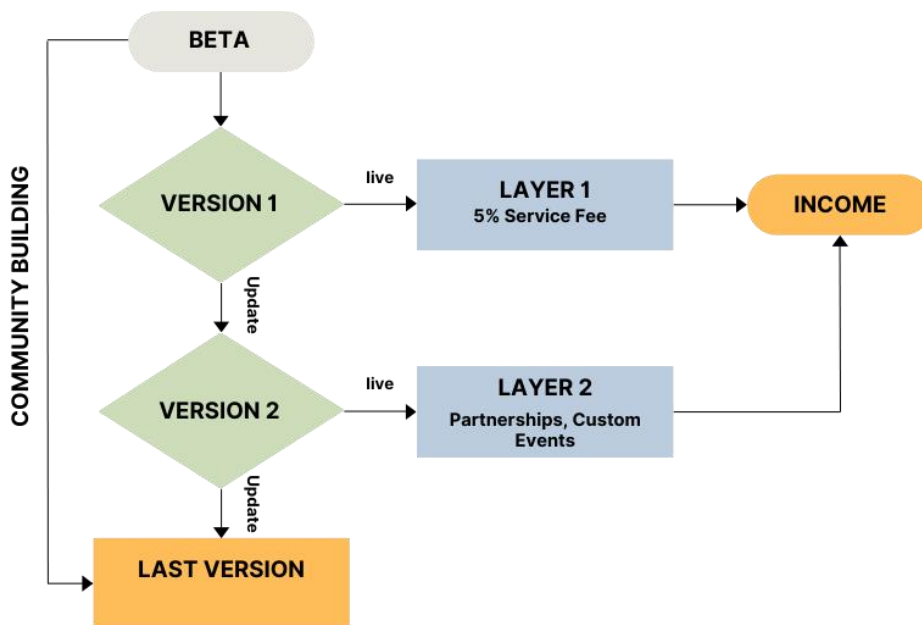 BETA
COMMUNITY BUILDING
VERSION 1
live
LAYER 1
5% Service Fee
INCOME
Update
VERSION 2
live
LAYER 2
Partnerships, Custom
Events
Update
LAST VERSION